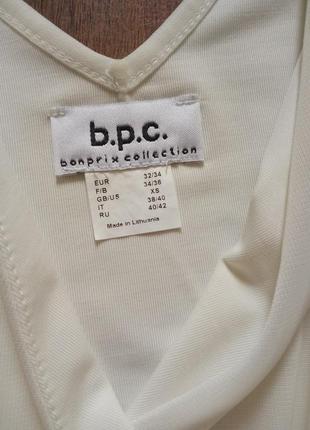 b.p.c.
bonprix collection
EUR 32/34
F/B 34/36
GB/US XS
IT 38/40
RU 40/42
Made in Lithuania